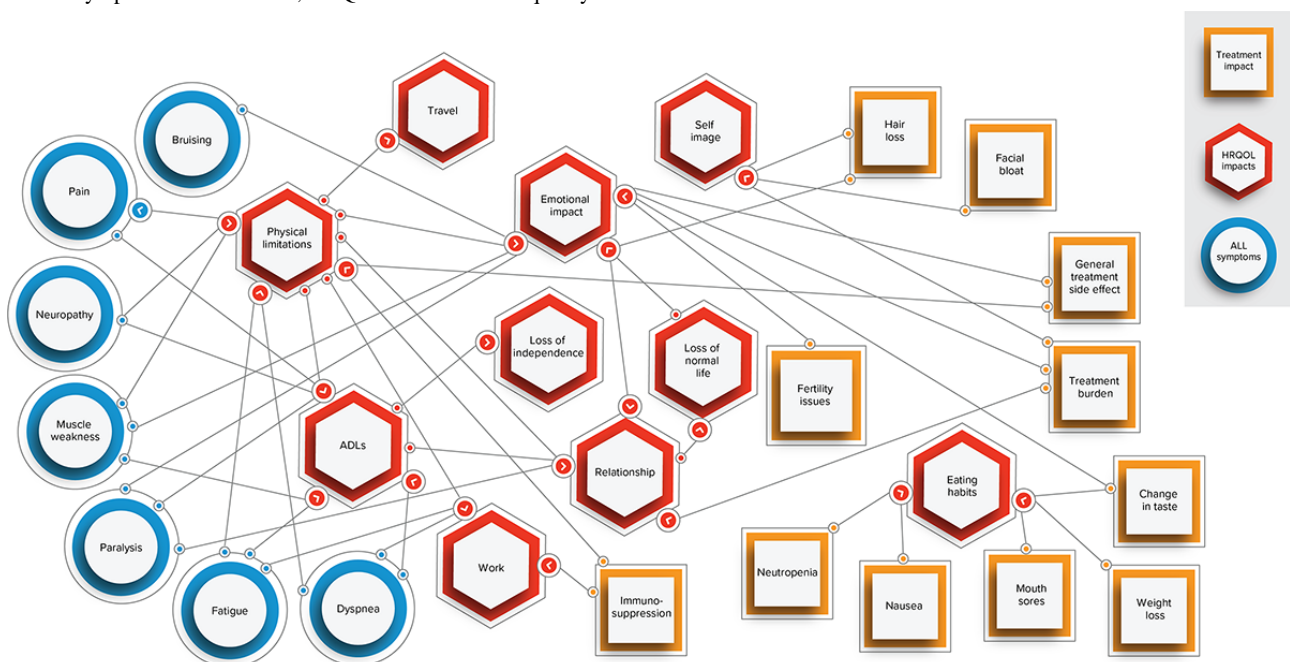 Travel
Bruising
Self
image
Hair
loss
Facial
bloat
Pain
Emotional
impact
Physical
limitations
General
treatment
side effect
Neuropathy
Loss of
independence
Loss of
normal
life
Fertility
issues
Treatment
burden
Muscle
weakness
ADLs
Relationship
Eating
habits
Change
in taste
Paralysis
Work
Neutropenia
Nausea
Mouth
sores
Weight
loss
Fatigue
Dyspnea
Immuno-
suppression
Treatment
impact
HRQOL
impacts
ALL
symptoms